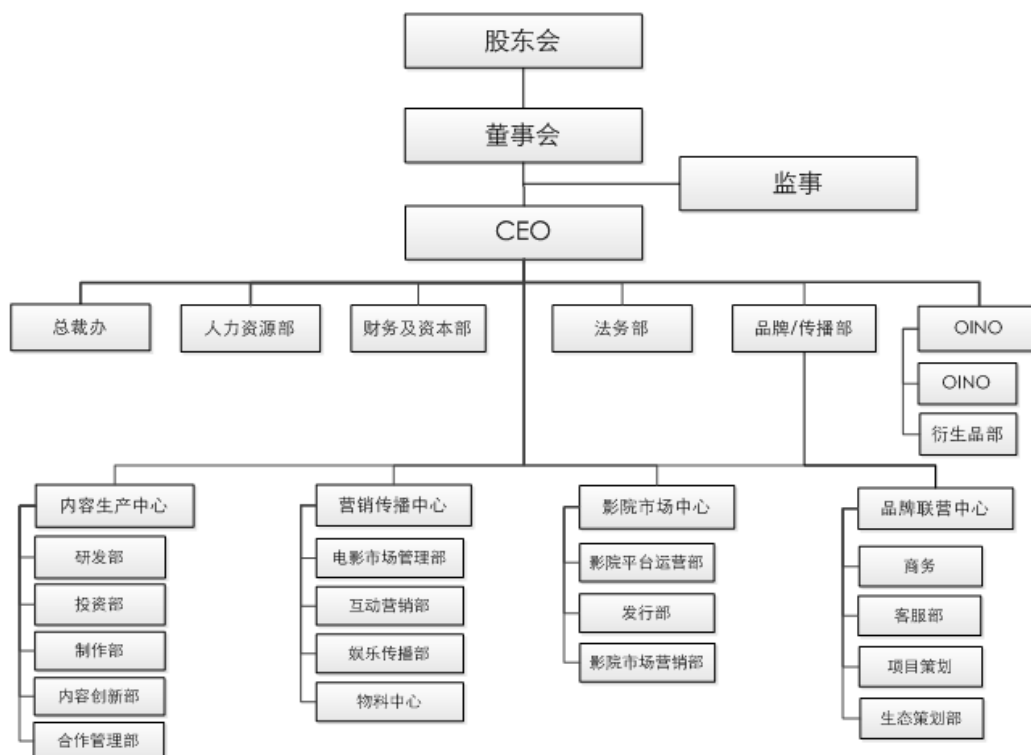 股东会
董事会
监事
CEO
总裁办
人力资源部
财务及资本部
法务部
品牌/传播部
OINO
OINO
衍生品部
内容生产中心
研发部
投资部
制作部
内容创新部
合作管理部
营销传播中心
电影市场管理部
互动营销部
娱乐传播部
物料中心
影院市场中心
影院平台运营部
发行部
影院市场营销部
品牌联营中心
商务
客服部
项目策划
生态策划部